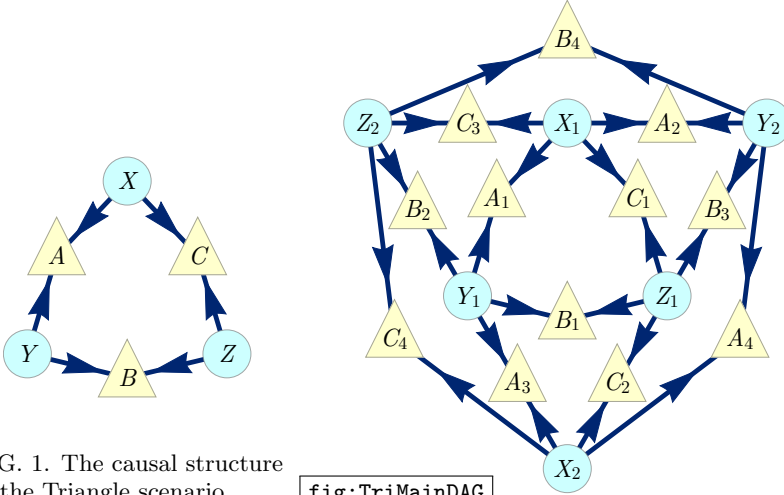 B4
Z2 C3 X1 A2 Y2
X
B2 A1 C1 B3
A C
Y1 Z1
B1
Y Z
C4 A4
B
A3 C2
G. 1. The causal structure
X2
the Triangle scenario
fig:TriMainDAG